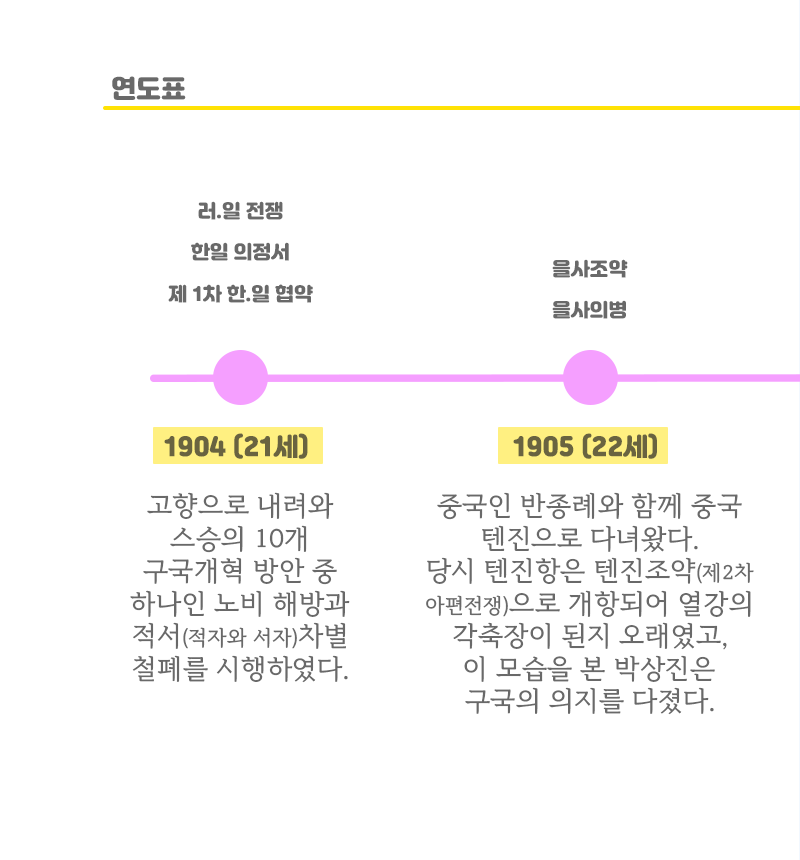 연도표
러.일 전쟁
한일 의정서
제 1차 한.일 협약
을사조약
을사의병
1904 (21세)
고향으로 내려와
스승의 10개
구국개혁 방안 중
하나인 노비 해방과
적서(적자와 서자)차별
철폐를 시행하였다.
1905 (22세)
중국인 반종례와 함께 중국
텐진으로 다녀왔다.
당시 텐진항은 텐진조약(제2차
아편전쟁)으로 개항되어 열강의
각축장이 된지 오래였고,
이 모습을 본 박상진은
구국의 의지를 다졌다.